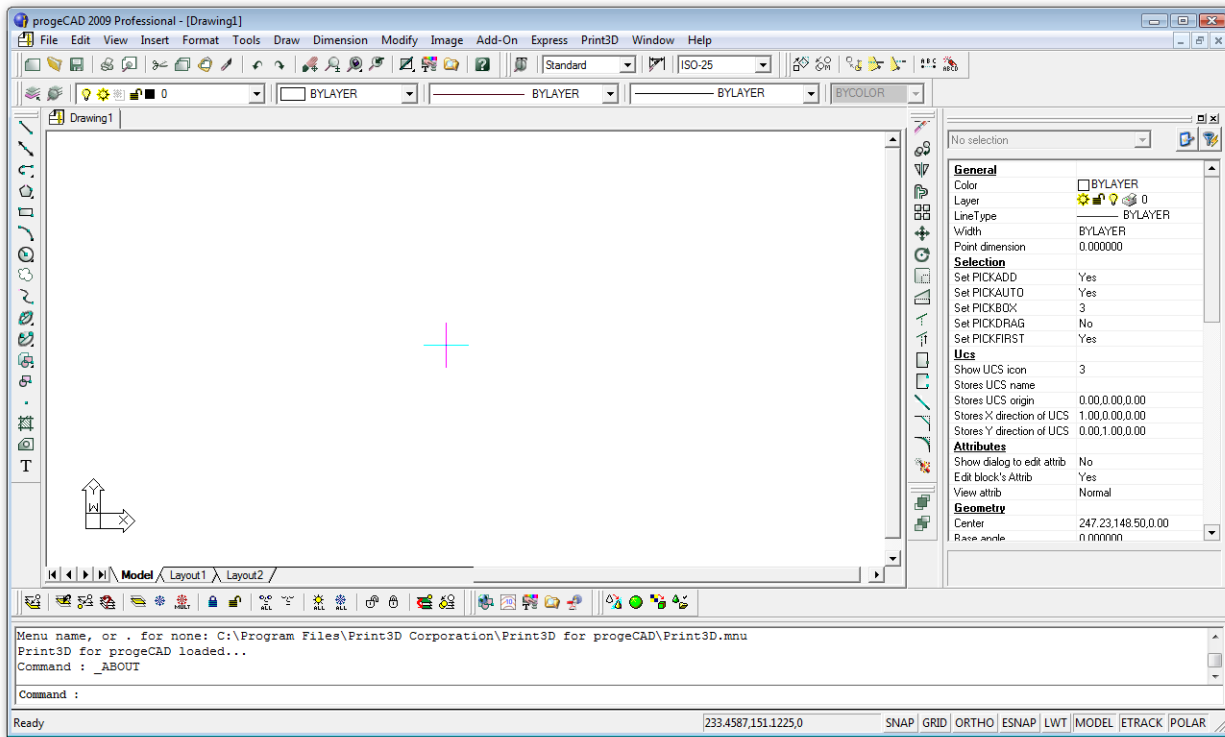 progeCAD 2009 Professional - [Drawing1]
File Edit View Insert Format Tools Draw Dimension Modify Image Add-On Express Print3D Window Help
Standard ISO-25
0 BYLAYER BYLAYER BYLAYER BYCOLOR
Drawing1
No selection
General
Color BYLAYER
Layer 0
LineType BYLAYER
Width BYLAYER
Point dimension 0.000000
Selection
Set PICKADD Yes
Set PICKAUTO Yes
Set PICKBOX 3
Set PICKDRAG No
Set PICKFIRST Yes
Ucs
Show UCS icon 3
Stores UCS name
Stores UCS origin 0.00,0.00,0.00
Stores X direction of UCS 1.00,0.00,0.00
Stores Y direction of UCS 0.00,1.00,0.00
Attributes
Show dialog to edit attrib No
Edit block's Attrib Yes
View attrib Normal
Geometry
Center 247.23,148.50,0.00
Base angle 0.000000
T
Y
W
X
Model Layout1 Layout2
Menu name, or . for none: C:\Program Files\Print3D Corporation\Print3D for progeCAD\Print3D.mnu
Print3D for progeCAD loaded...
Command : _ABOUT
Command :
Ready 233.4587,151.1225,0 SNAP GRID ORTHO ESNAP LWT MODEL ETRACK POLAR